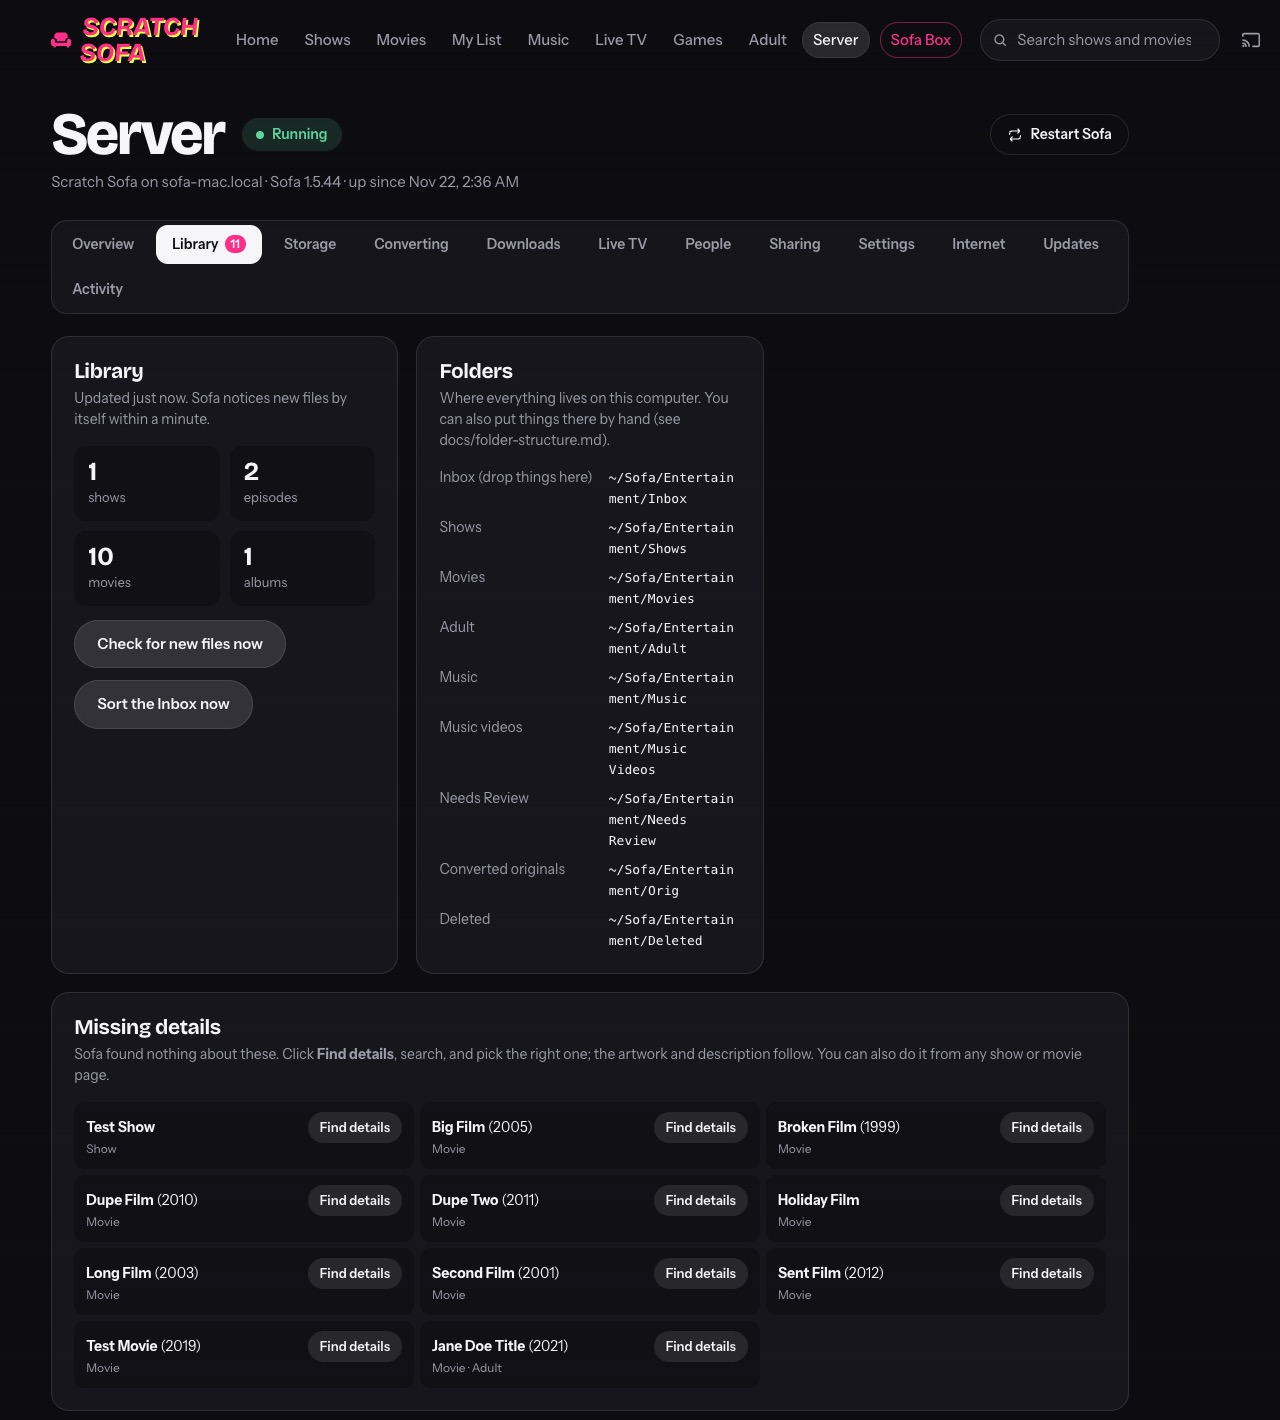 SCRATCH
SOFA
Home Shows Movies My List Music Live TV Games Adult Server Sofa Box Search shows and movies
Server Running Restart Sofa
Scratch Sofa on sofa-mac.local · Sofa 1.5.44 · up since Nov 22, 2:36 AM
Overview Library 11 Storage Converting Downloads Live TV People Sharing Settings Internet Updates
Activity
Library
Updated just now. Sofa notices new files by
itself within a minute.
1
shows
2
episodes
10
movies
1
albums
Check for new files now
Sort the Inbox now
Folders
Where everything lives on this computer. You
can also put things there by hand (see
docs/folder-structure.md).
Inbox (drop things here) ~/Sofa/Entertain
ment/Inbox
Shows ~/Sofa/Entertain
ment/Shows
Movies ~/Sofa/Entertain
ment/Movies
Adult ~/Sofa/Entertain
ment/Adult
Music ~/Sofa/Entertain
ment/Music
Music videos ~/Sofa/Entertain
ment/Music
Videos
Needs Review ~/Sofa/Entertain
ment/Needs
Review
Converted originals ~/Sofa/Entertain
ment/Orig
Deleted ~/Sofa/Entertain
ment/Deleted
Missing details
Sofa found nothing about these. Click Find details, search, and pick the right one; the artwork and description follow. You can also do it from any show or movie
page.
Test Show Find details
Show
Big Film (2005) Find details
Movie
Broken Film (1999) Find details
Movie
Dupe Film (2010) Find details
Movie
Dupe Two (2011) Find details
Movie
Holiday Film Find details
Movie
Long Film (2003) Find details
Movie
Second Film (2001) Find details
Movie
Sent Film (2012) Find details
Movie
Test Movie (2019) Find details
Movie
Jane Doe Title (2021) Find details
Movie · Adult